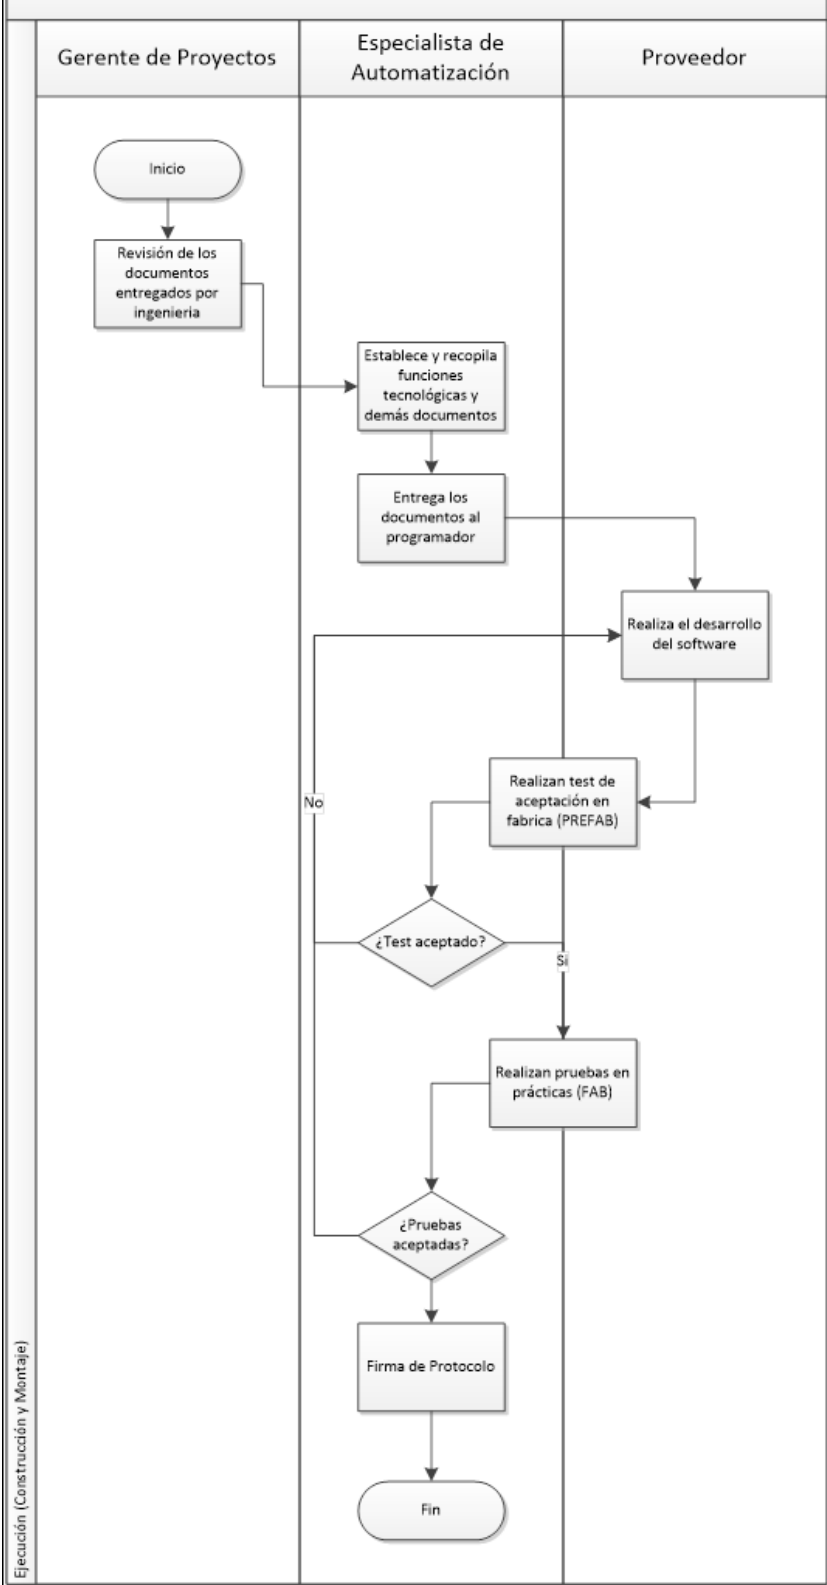 Gerente de Proyectos
Especialista de
Automatización
Proveedor
Inicio
Revisión de los
documentos
entregados por
ingenieria
Establece y recopila
funciones
tecnológicas y
demás documentos
Entrega los
documentos al
programador
Realiza el desarrollo
del software
Realizan test de
aceptación en
fabrica (PREFAB)
No
¿Test aceptado?
Si
Realizan pruebas en
prácticas (FAB)
¿Pruebas
aceptadas?
Firma de Protocolo
Fin
Ejecución (Construcción y Montaje)